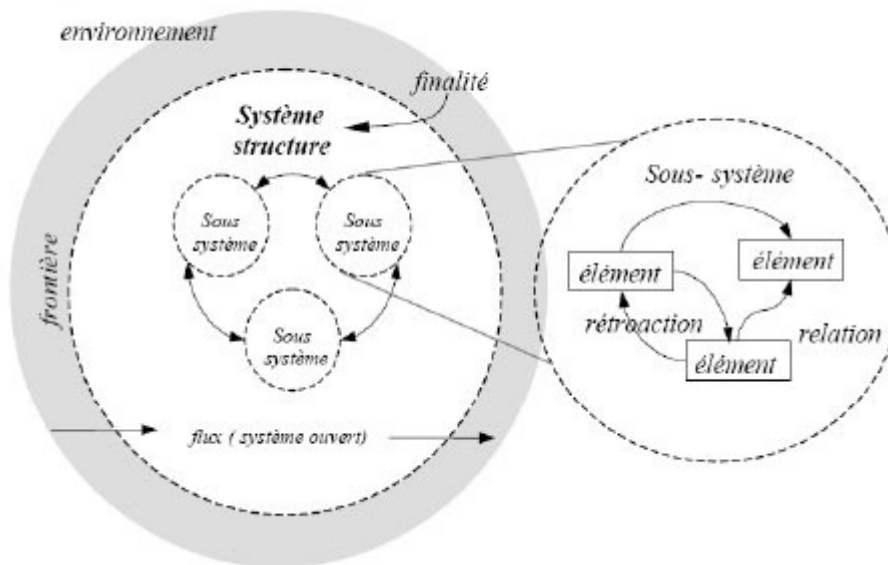 environnement
finalité
Système
structure
Sous
système
Sous
système
Sous
système
frontière
flux ( système ouvert)
Sous- système
élément
élément
rétroaction
relation
élément